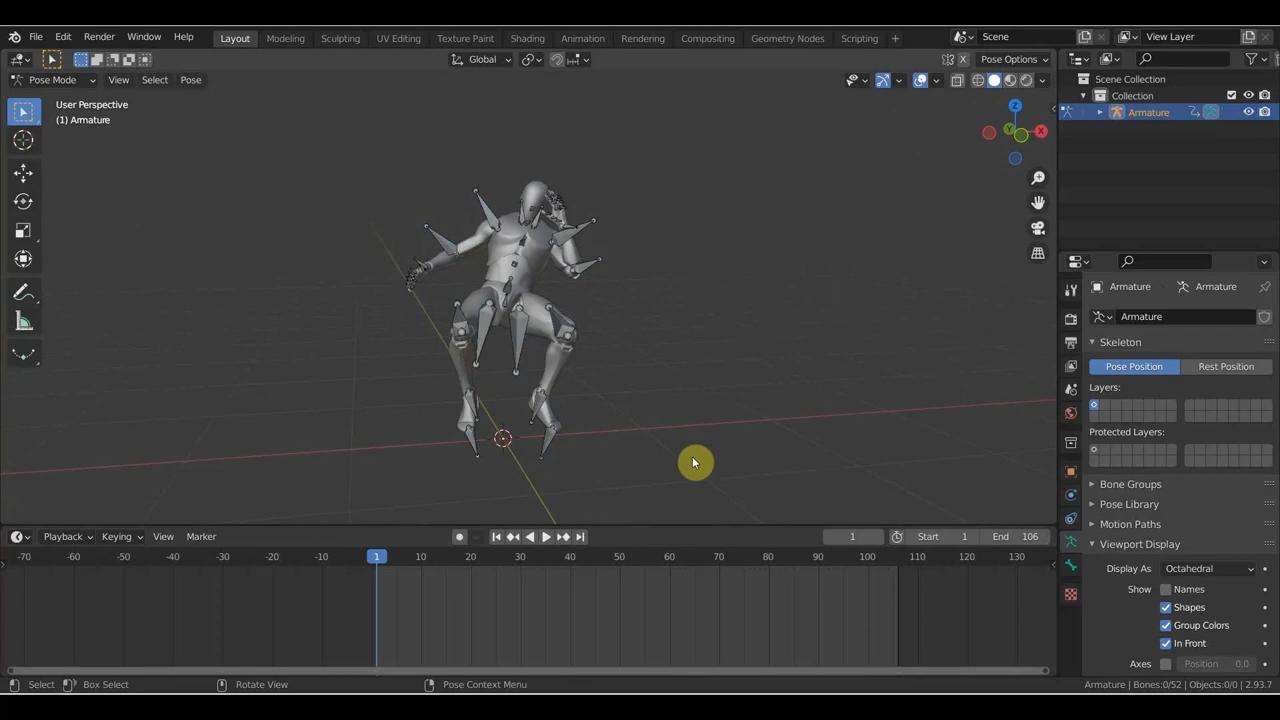 File Edit Render Window Help Layout Modeling Sculpting UV Editing Texture Paint Shading Animation Rendering Compositing Geometry Nodes Scripting + Scene View Layer
Global Pose Options
Pose Mode View Select Pose
User Perspective
(1) Armature
Z
Y
X
X
Scene Collection
Collection
Armature
Armature Armature
Armature
Skeleton
Pose Position Rest Position
Layers:
Protected Layers:
Bone Groups
Pose Library
Motion Paths
Viewport Display
Display As Octahedral
Show Names
Shapes
Group Colors
In Front
Axes Position 0.0
Playback Keying View Marker 1 Start 1 End 106
-70 -60 -50 -40 -30 -20 -10 1 10 20 30 40 50 60 70 80 90 100 110 120 130
Select Box Select Rotate View Pose Context Menu Armature | Bones:0/52 | Objects:0/0 | 2.93.7